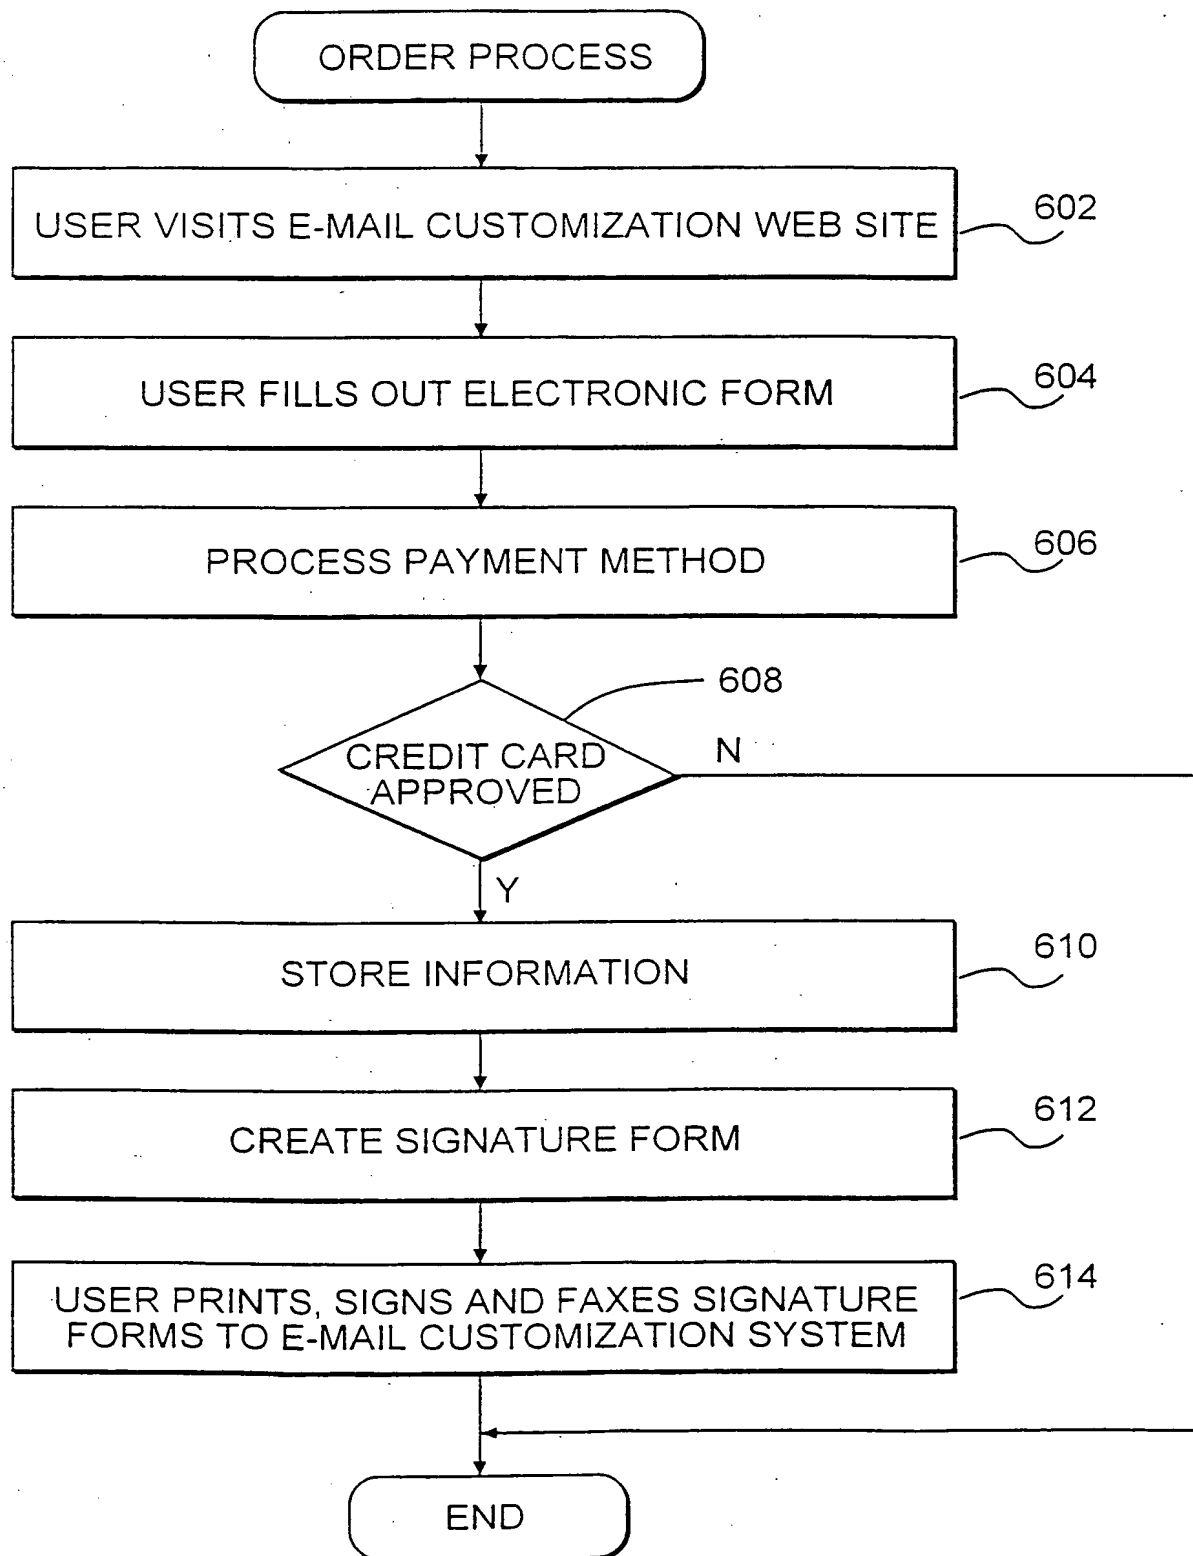 ORDER PROCESS
USER VISITS E-MAIL CUSTOMIZATION WEB SITE
602
USER FILLS OUT ELECTRONIC FORM
604
PROCESS PAYMENT METHOD
606
608
CREDIT CARD
APPROVED
N
Y
STORE INFORMATION
610
CREATE SIGNATURE FORM
612
USER PRINTS, SIGNS AND FAXES SIGNATURE
FORMS TO E-MAIL CUSTOMIZATION SYSTEM
614
END